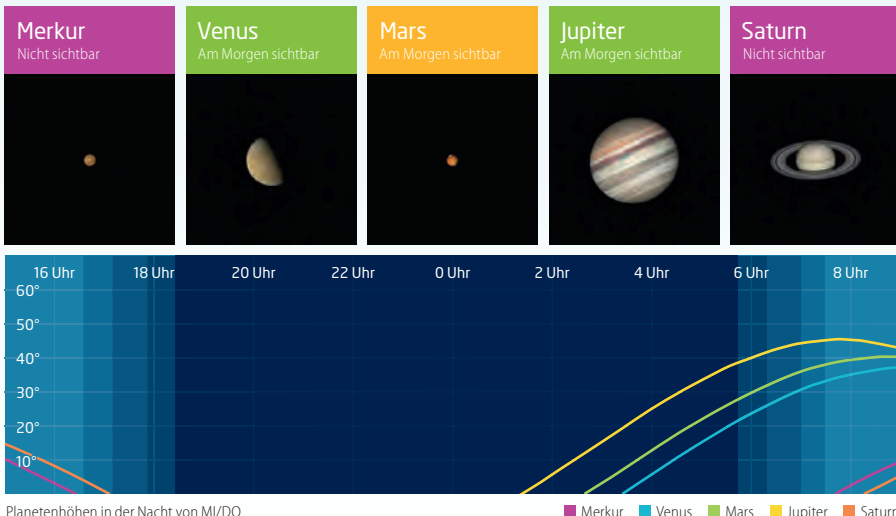 Merkur
Nicht sichtbar
Venus
Am Morgen sichtbar
Mars
Am Morgen sichtbar
Jupiter
Am Morgen sichtbar
Saturn
Nicht sichtbar
16 Uhr 18 Uhr 20 Uhr 22 Uhr 0 Uhr 2 Uhr 4 Uhr 6 Uhr 8 Uhr
60°
50°
40°
30°
20°
10°
Planetenhöhen in der Nacht von MI/DO
Merkur Venus Mars Jupiter Saturn